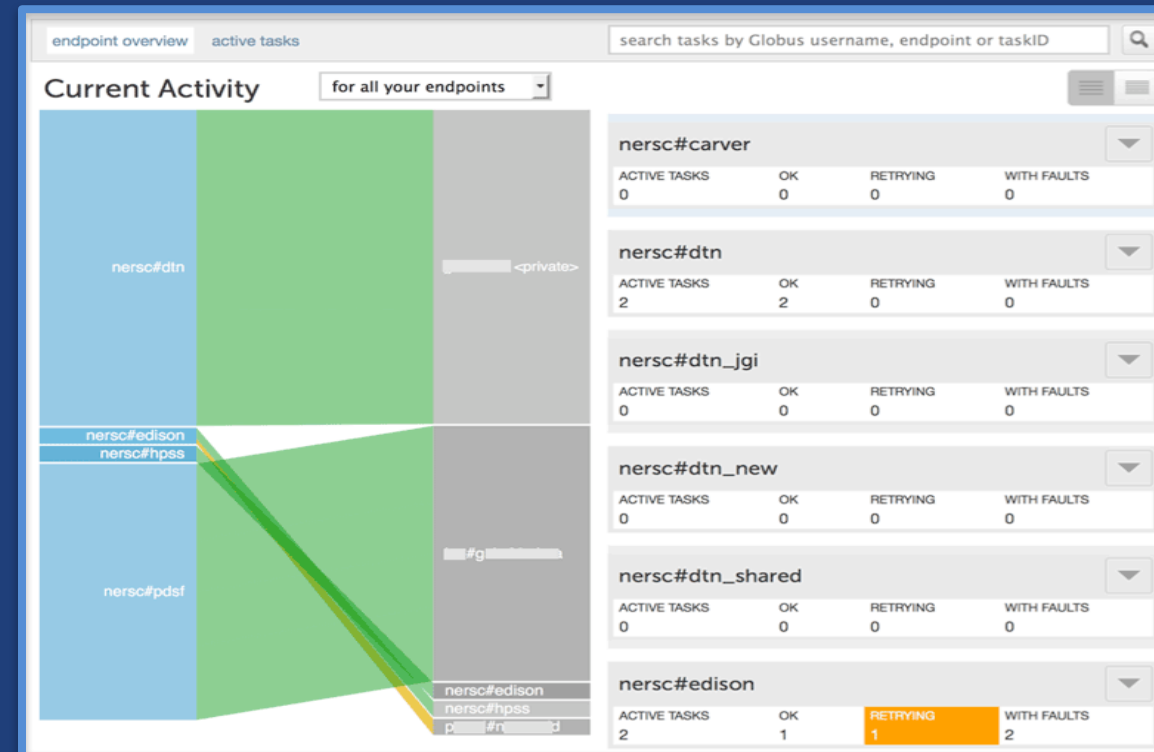 endpoint overview active tasks
search tasks by Globus username, endpoint or taskID
Current Activity
for all your endpoints
nersc#dtn
<private>
nersc#edison
nersc#hpss
nersc#pdsf
#g
nersc#edison
nersc#hpss
p #n d
nersc#carver
ACTIVE TASKS OK RETRYING WITH FAULTS
0 0 0 0
nersc#dtn
ACTIVE TASKS OK RETRYING WITH FAULTS
2 2 0 0
nersc#dtn_jgi
ACTIVE TASKS OK RETRYING WITH FAULTS
0 0 0 0
nersc#dtn_new
ACTIVE TASKS OK RETRYING WITH FAULTS
0 0 0 0
nersc#dtn_shared
ACTIVE TASKS OK RETRYING WITH FAULTS
0 0 0 0
nersc#edison
ACTIVE TASKS OK RETRYING WITH FAULTS
2 1 1 2